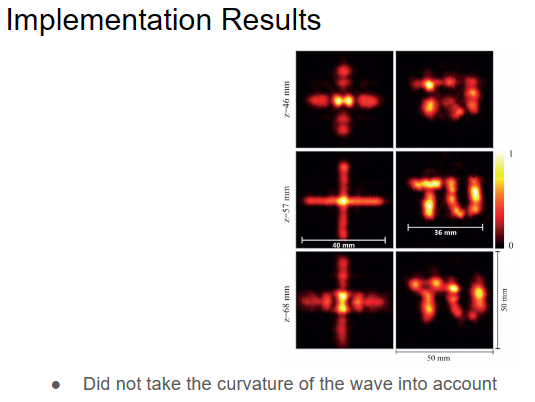 Implementation Results
z=46 mm
1
z=57 mm
40 mm
36 mm
0
z=68 mm
50 mm
50 mm
● Did not take the curvature of the wave into account